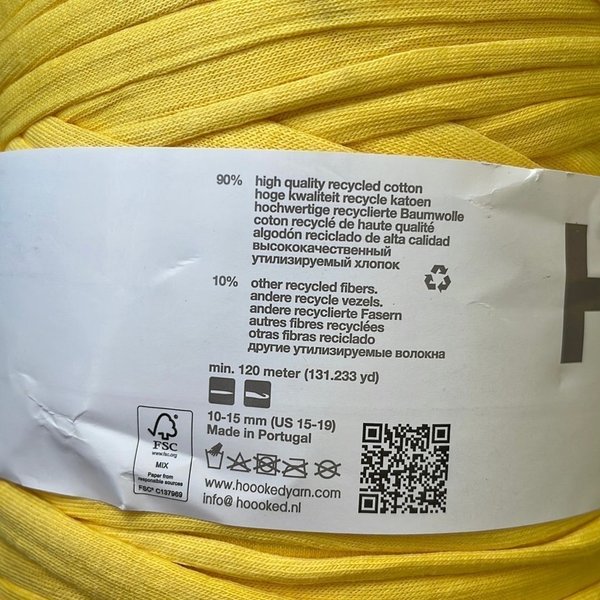 90% high quality recycled cotton
hoge kwaliteit recycle katoen
hochwertige recyclierte Baumwolle
coton recyclé de haute qualité
algodón reciclado de alta calidad
высококачественный
утилизируемый хлопок
10% other recycled fibers.
andere recycle vezels.
andere recyclierte Fasern
autres fibres recyclées
otras fibras reciclado
другие утилизируемые волокна
min. 120 meter (131.233 yd)
10-15 mm (US 15-19)
Made in Portugal
FSC
www.fsc.org
MIX
Paper from
responsible sources
FSC® C137969
www.hoookedyarn.com
info@ hoooked.nl